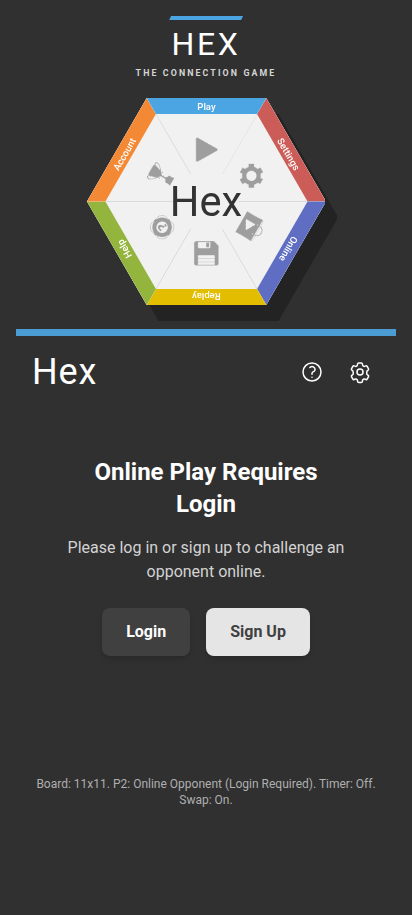 HEX
THE CONNECTION GAME
Play
Account
Settings
Hex
Help
Online
Replay
Hex
Online Play Requires
Login
Please log in or sign up to challenge an
opponent online.
Login
Sign Up
Board: 11x11. P2: Online Opponent (Login Required). Timer: Off.
Swap: On.